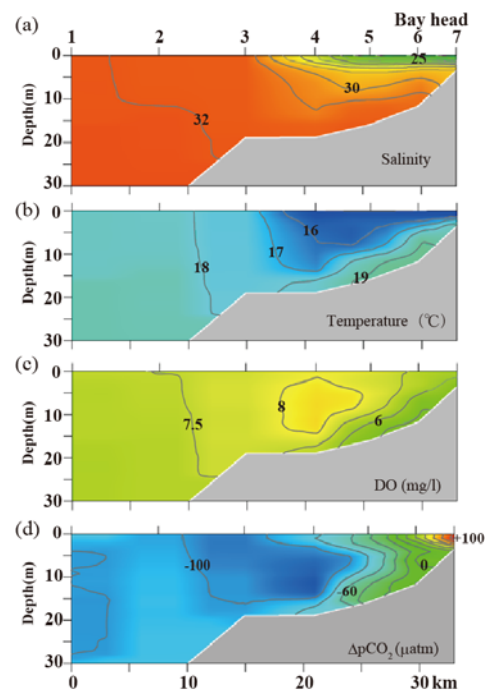 (a) Bay head
1 2 3 4 5 6 7
0
10
20
30
Depth(m)
25
30
32
Salinity
(b)
0
10
20
30
Depth(m)
16
17
18
19
Temperature (℃)
(c)
0
10
20
30
Depth(m)
8
7.5
6
DO (mg/l)
(d)
0
10
20
30
Depth(m)
+100
-100
0
-60
ΔpCO₂ (μatm)
0 10 20 30 km